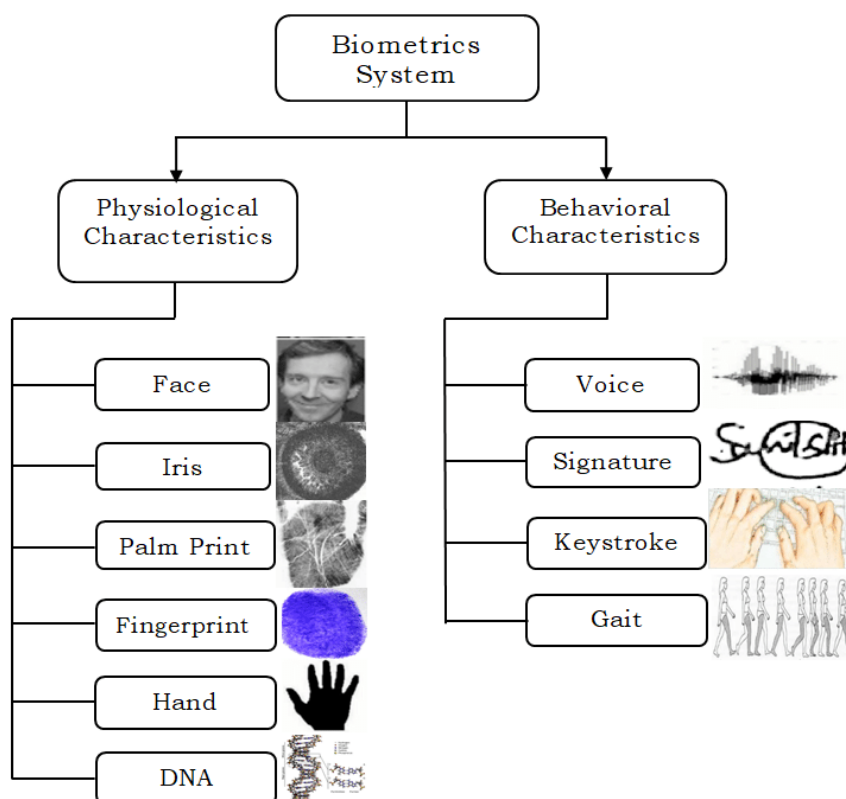 Biometrics
System
Physiological
Characteristics
Behavioral
Characteristics
Face
Iris
Palm Print
Fingerprint
Hand
DNA
Voice
Signature
Keystroke
Gait